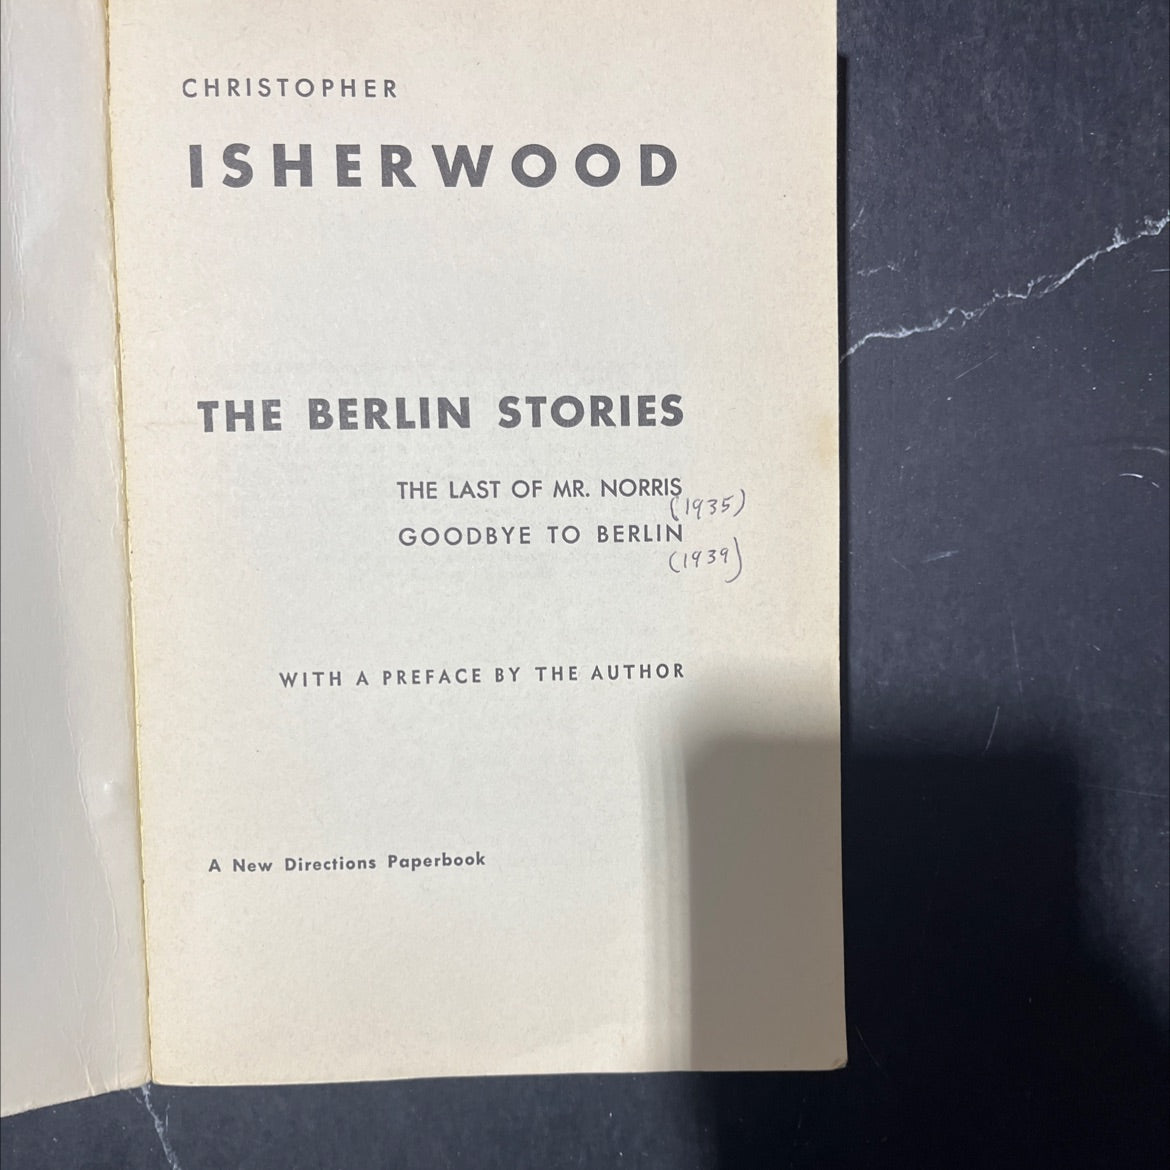 CHRISTOPHER
ISHERWOOD
THE BERLIN STORIES
THE LAST OF MR. NORRIS
(1935)
GOODBYE TO BERLIN
(1939)
WITH A PREFACE BY THE AUTHOR
A New Directions Paperbook